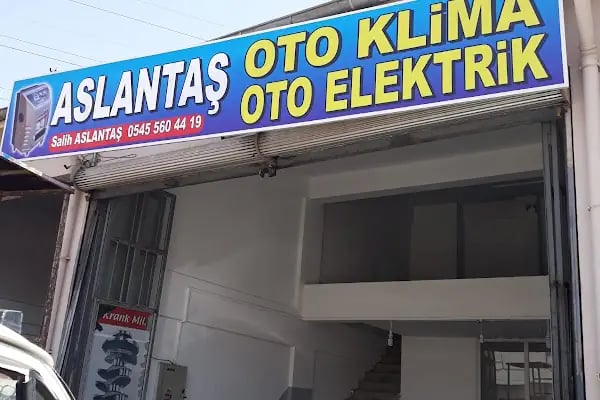 ASLANTAŞ
OTO KLiMA
OTO ELEKTRiK
Salih ASLANTAŞ 0545 560 44 19
Krank Mil.